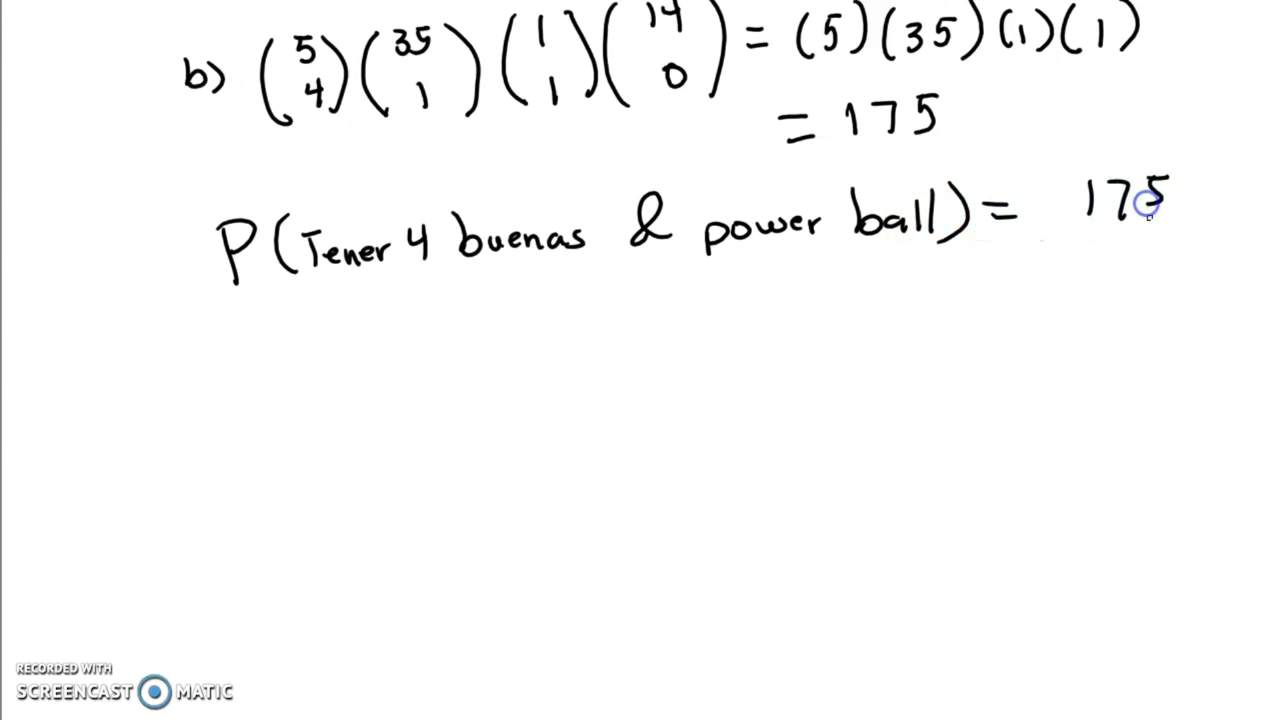 b) (5 4) (35 1) (1 1) (14 0) = (5)(35)(1)(1)
= 175
P(Tener 4 buenas & power ball) = 175
RECORDED WITH
SCREENCAST MATIC